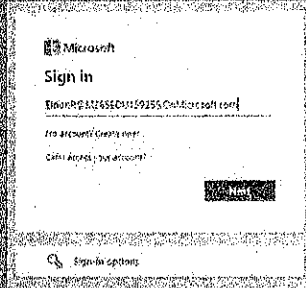 Microsoft
Sign in
No account? Create one!
Can't access your account?
Next
Sign-in options